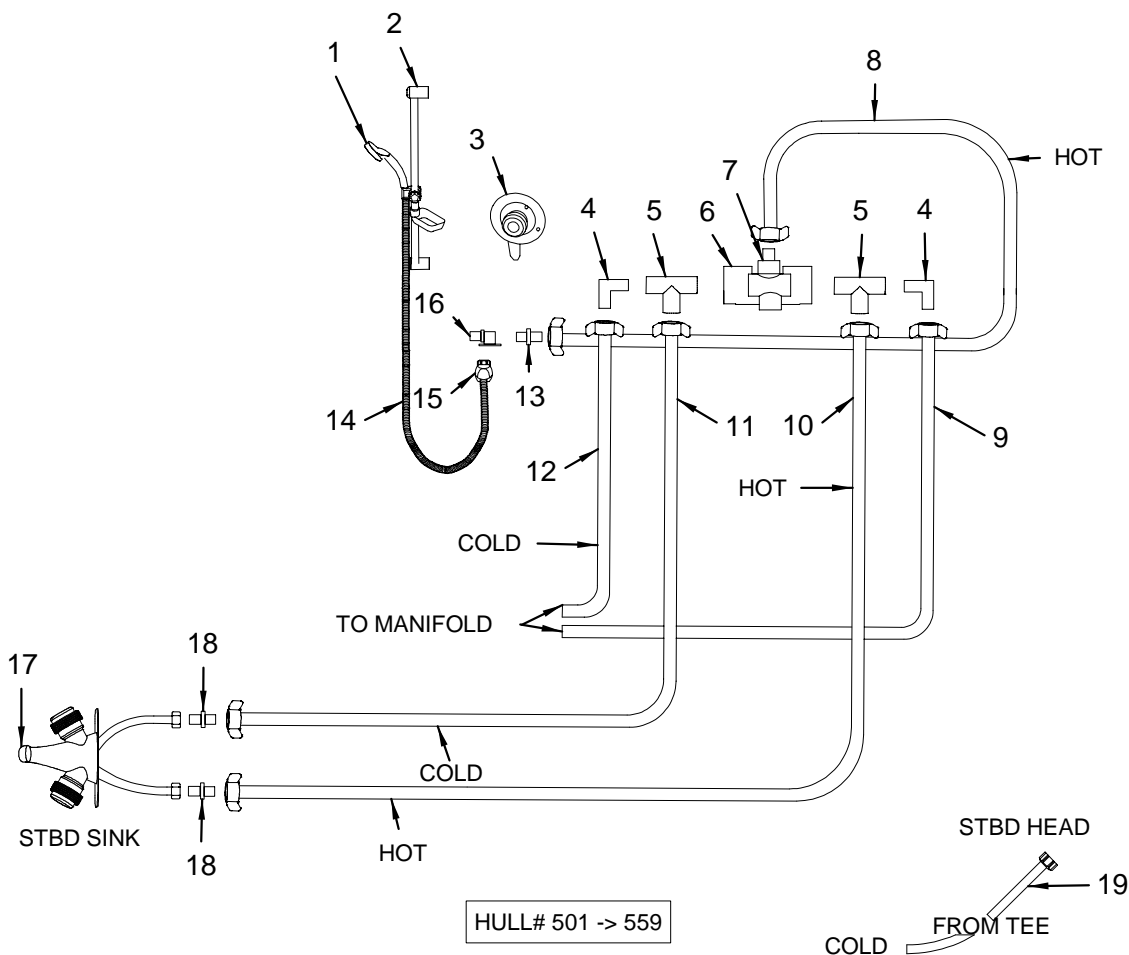 2
8
1
3
HOT
7
4
5
6
5
4
16
15
13
14
11
10
9
12
HOT
COLD
TO MANIFOLD
17
18
COLD
STBD SINK
18
HOT
STBD HEAD
19
HULL# 501 -> 559
FROM TEE
COLD